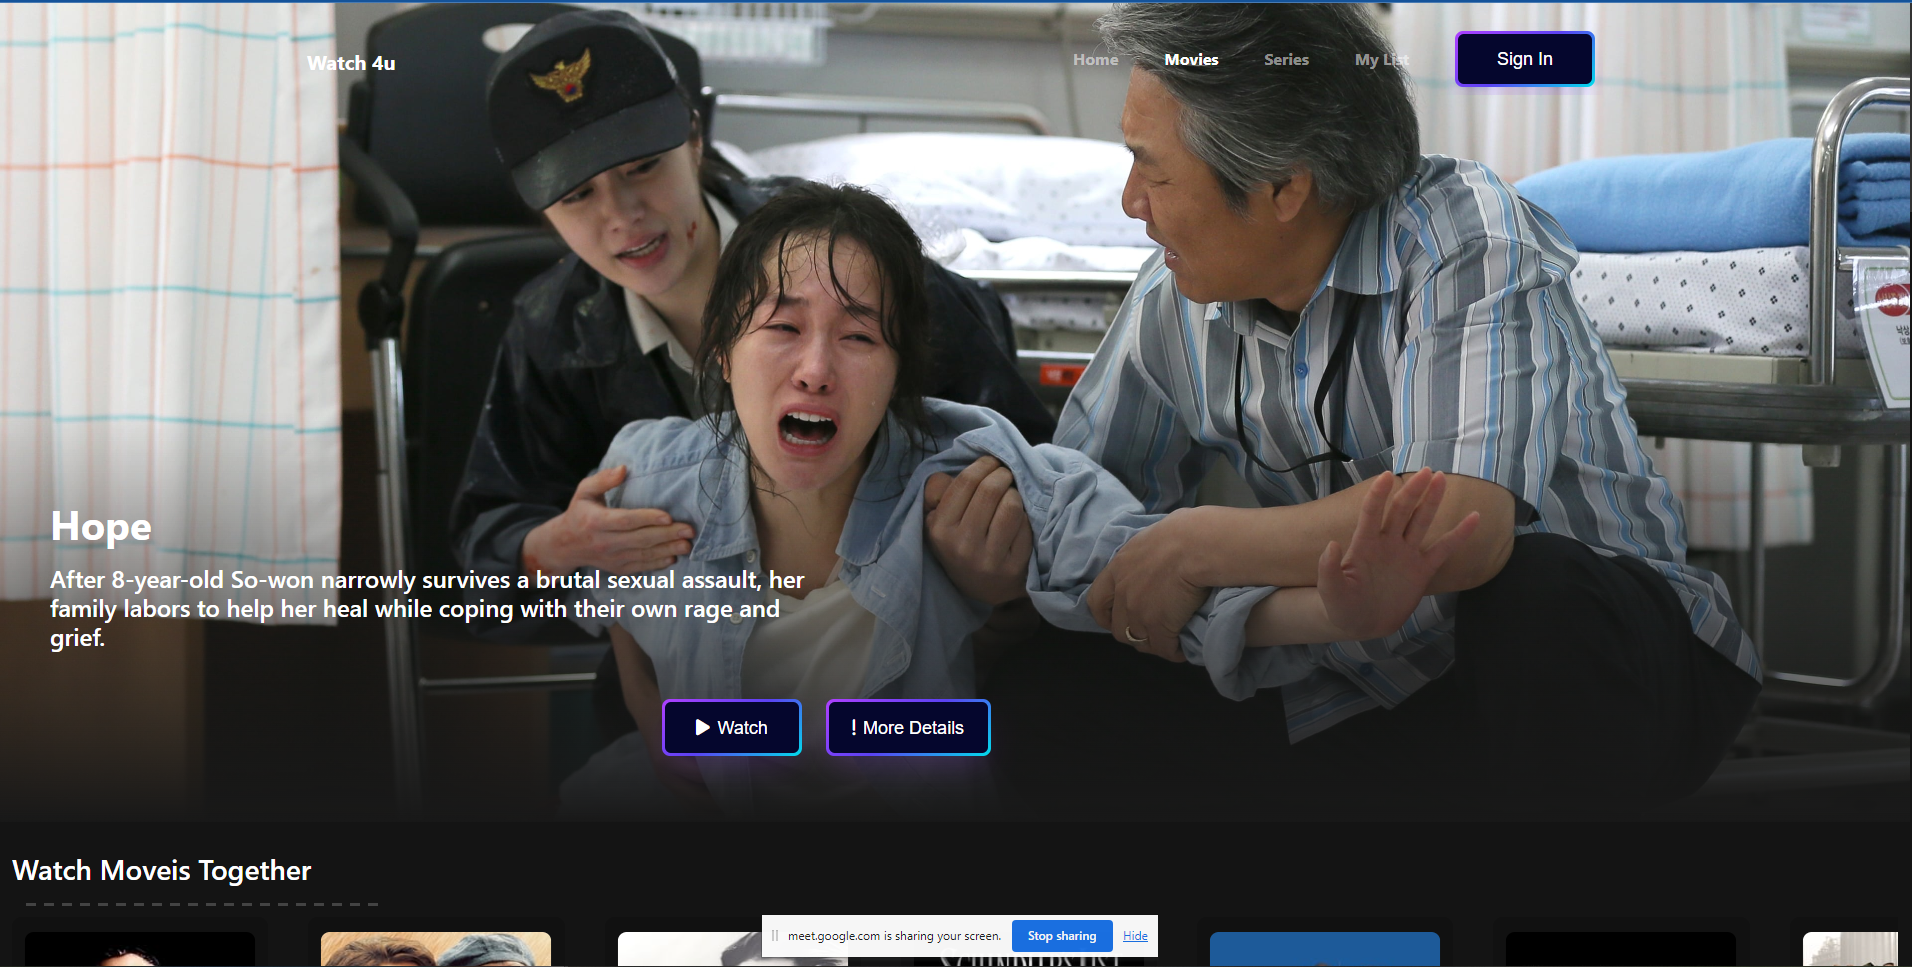 Watch 4u
Home
Movies
Series
My List
Sign In
Hope
After 8-year-old So-won narrowly survives a brutal sexual assault, her
family labors to help her heal while coping with their own rage and
grief.
Watch
! More Details
Watch Moveis Together
meet.google.com is sharing your screen.
Stop sharing
Hide